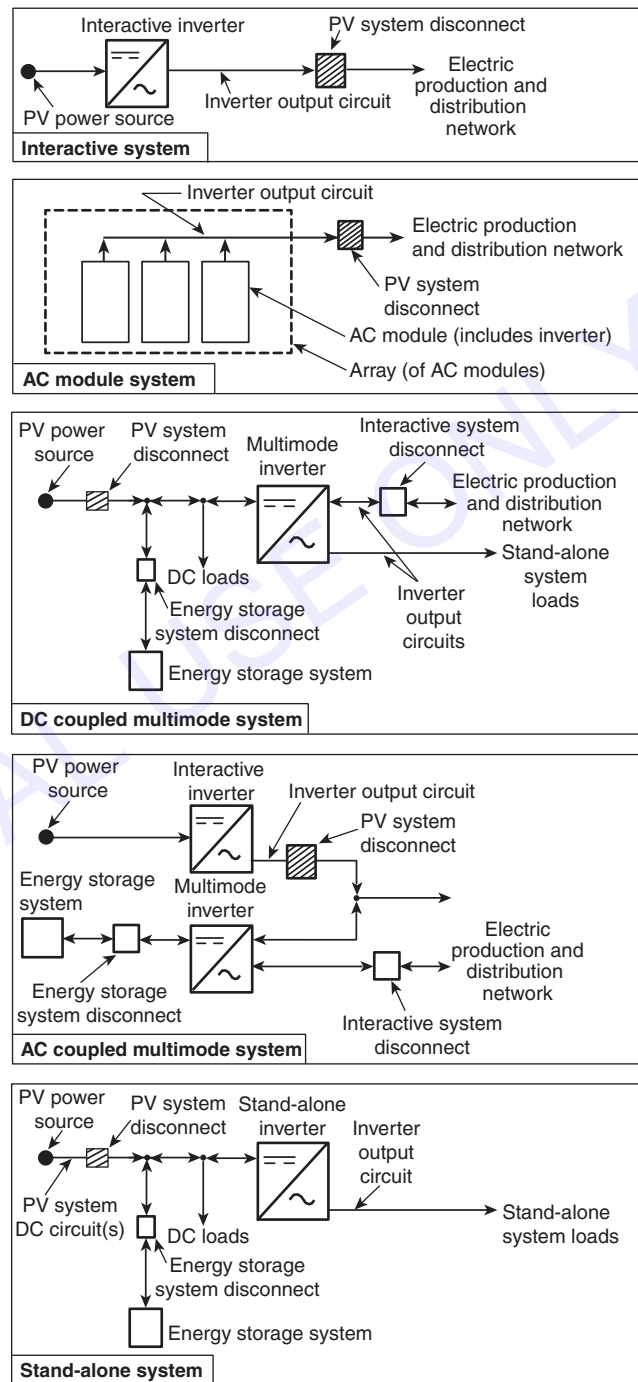 Interactive inverter
PV system disconnect
Electric
production and
distribution
network
Inverter output circuit
PV power source
Interactive system
Inverter output circuit
Electric production
and distribution network
PV system
disconnect
AC module (includes inverter)
Array (of AC modules)
AC module system
PV power
source
PV system
disconnect
Multimode
inverter
Interactive system
disconnect
Electric production
and distribution
network
Stand-alone
system
loads
DC loads
Energy storage
system disconnect
Inverter
output
circuits
Energy storage system
DC coupled multimode system
PV power
source
Interactive
inverter
Inverter output circuit
PV system
disconnect
Energy storage
system
Multimode
inverter
Electric
production and
distribution
network
Energy storage
system disconnect
Interactive system
disconnect
AC coupled multimode system
PV power
source
PV system
disconnect
Stand-alone
inverter
Inverter
output
circuit
PV system
DC circuit(s)
DC loads
Stand-alone
system loads
Energy storage
system disconnect
Energy storage system
Stand-alone system
AL USE ONLY